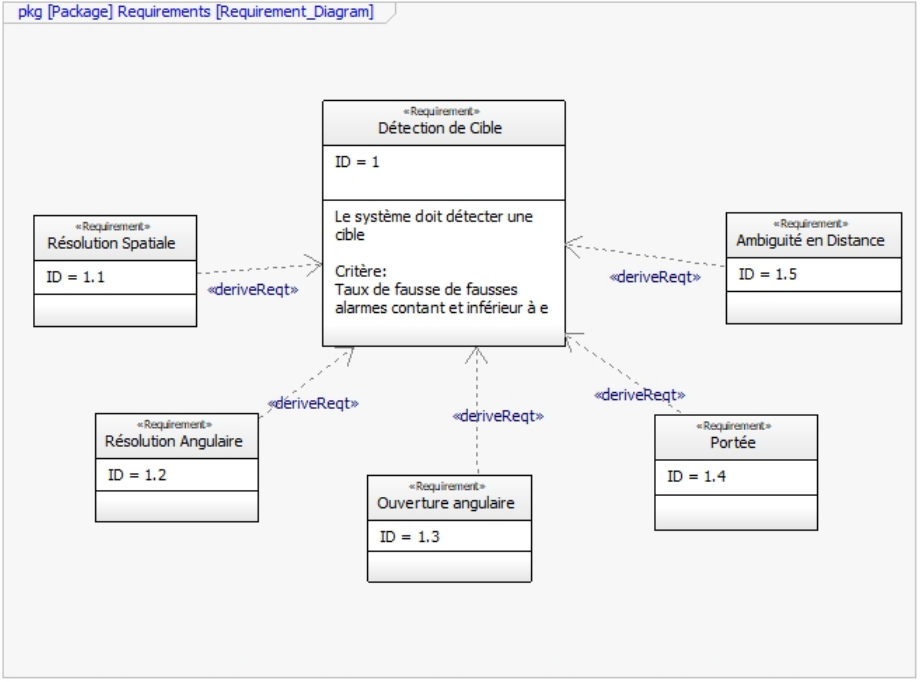 pkg [Package] Requirements [Requirement_Diagram]
«Requirement»
Détection de Cible
ID = 1
Le système doit détecter une
cible
Critère:
Taux de fausse de fausses
alarmes contant et inférieur à e
«Requirement»
Résolution Spatiale
ID = 1.1
«deriveReqt»
«Requirement»
Ambiguité en Distance
ID = 1.5
«deriveReqt»
«Requirement»
Résolution Angulaire
ID = 1.2
«deriveReqt»
«Requirement»
Ouverture angulaire
ID = 1.3
«deriveReqt»
«Requirement»
Portée
ID = 1.4
«deriveReqt»